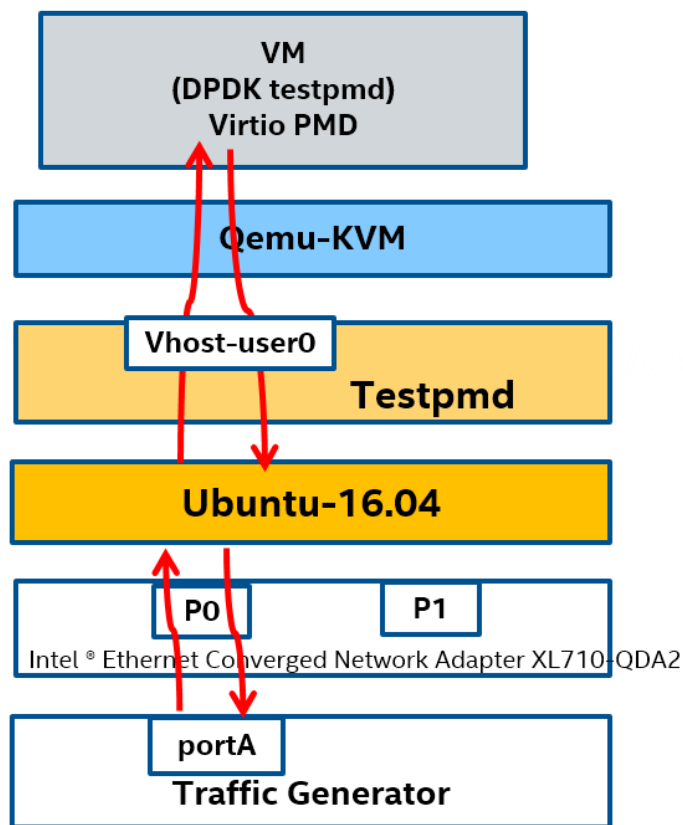 VM
(DPDK testpmd)
Virtio PMD
Qemu-KVM
Vhost-user0
Testpmd
Ubuntu-16.04
P0
P1
Intel ® Ethernet Converged Network Adapter XL710-QDA2
portA
Traffic Generator